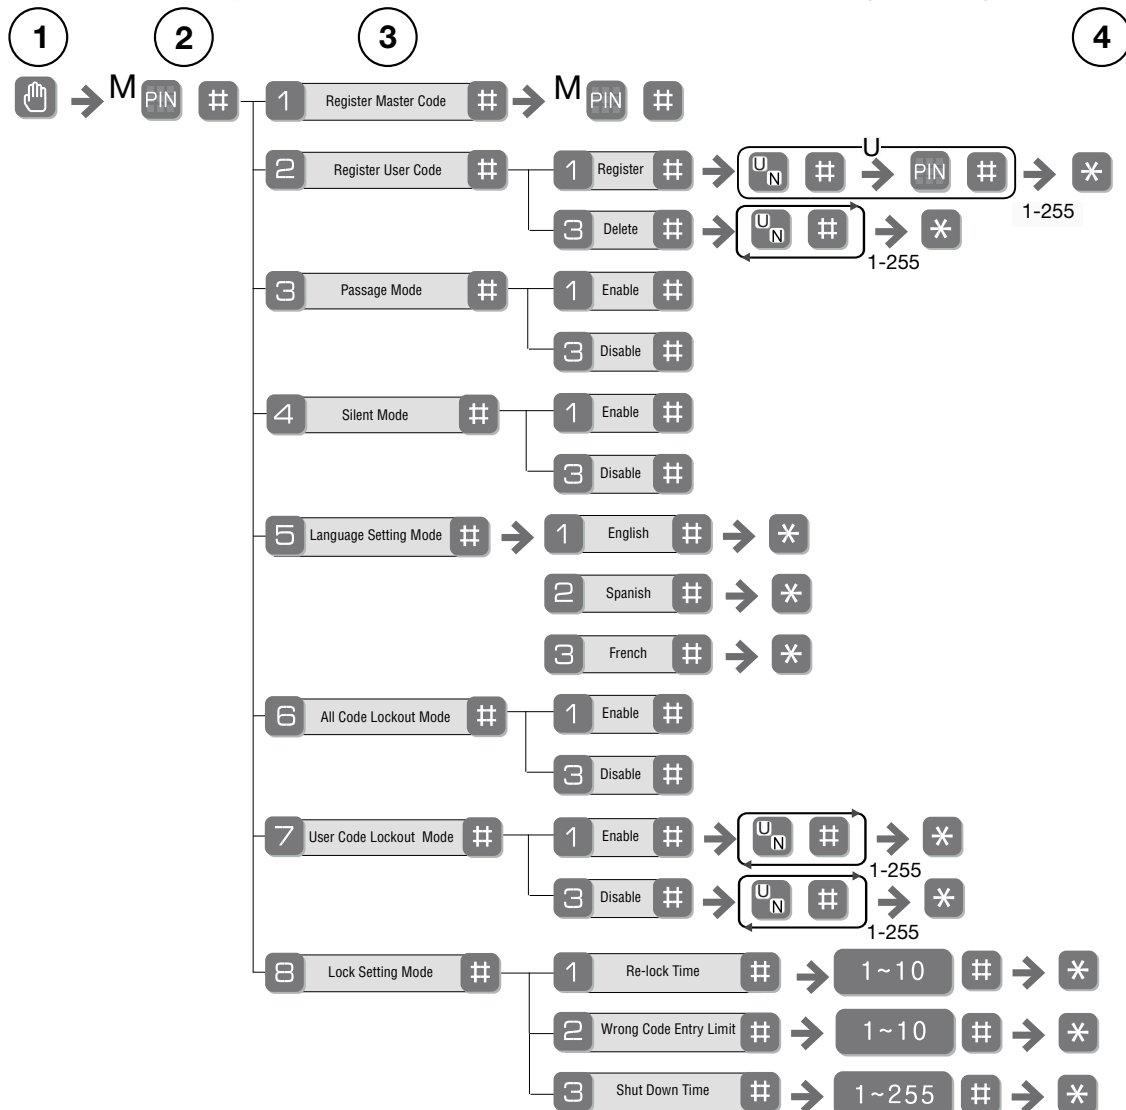 1 2 3 4
M PIN # 1 Register Master Code # M PIN #
2 Register User Code # 1 Register # UN # U PIN # *
1-255
3 Delete # UN # *
1-255
3 Passage Mode # 1 Enable #
3 Disable #
4 Silent Mode # 1 Enable #
3 Disable #
5 Language Setting Mode # 1 English # *
2 Spanish # *
3 French # *
6 All Code Lockout Mode # 1 Enable #
3 Disable #
7 User Code Lockout Mode # 1 Enable # UN # *
1-255
3 Disable # UN # *
1-255
8 Lock Setting Mode # 1 Re-lock Time # 1~10 # *
2 Wrong Code Entry Limit # 1~10 # *
3 Shut Down Time # 1~255 # *